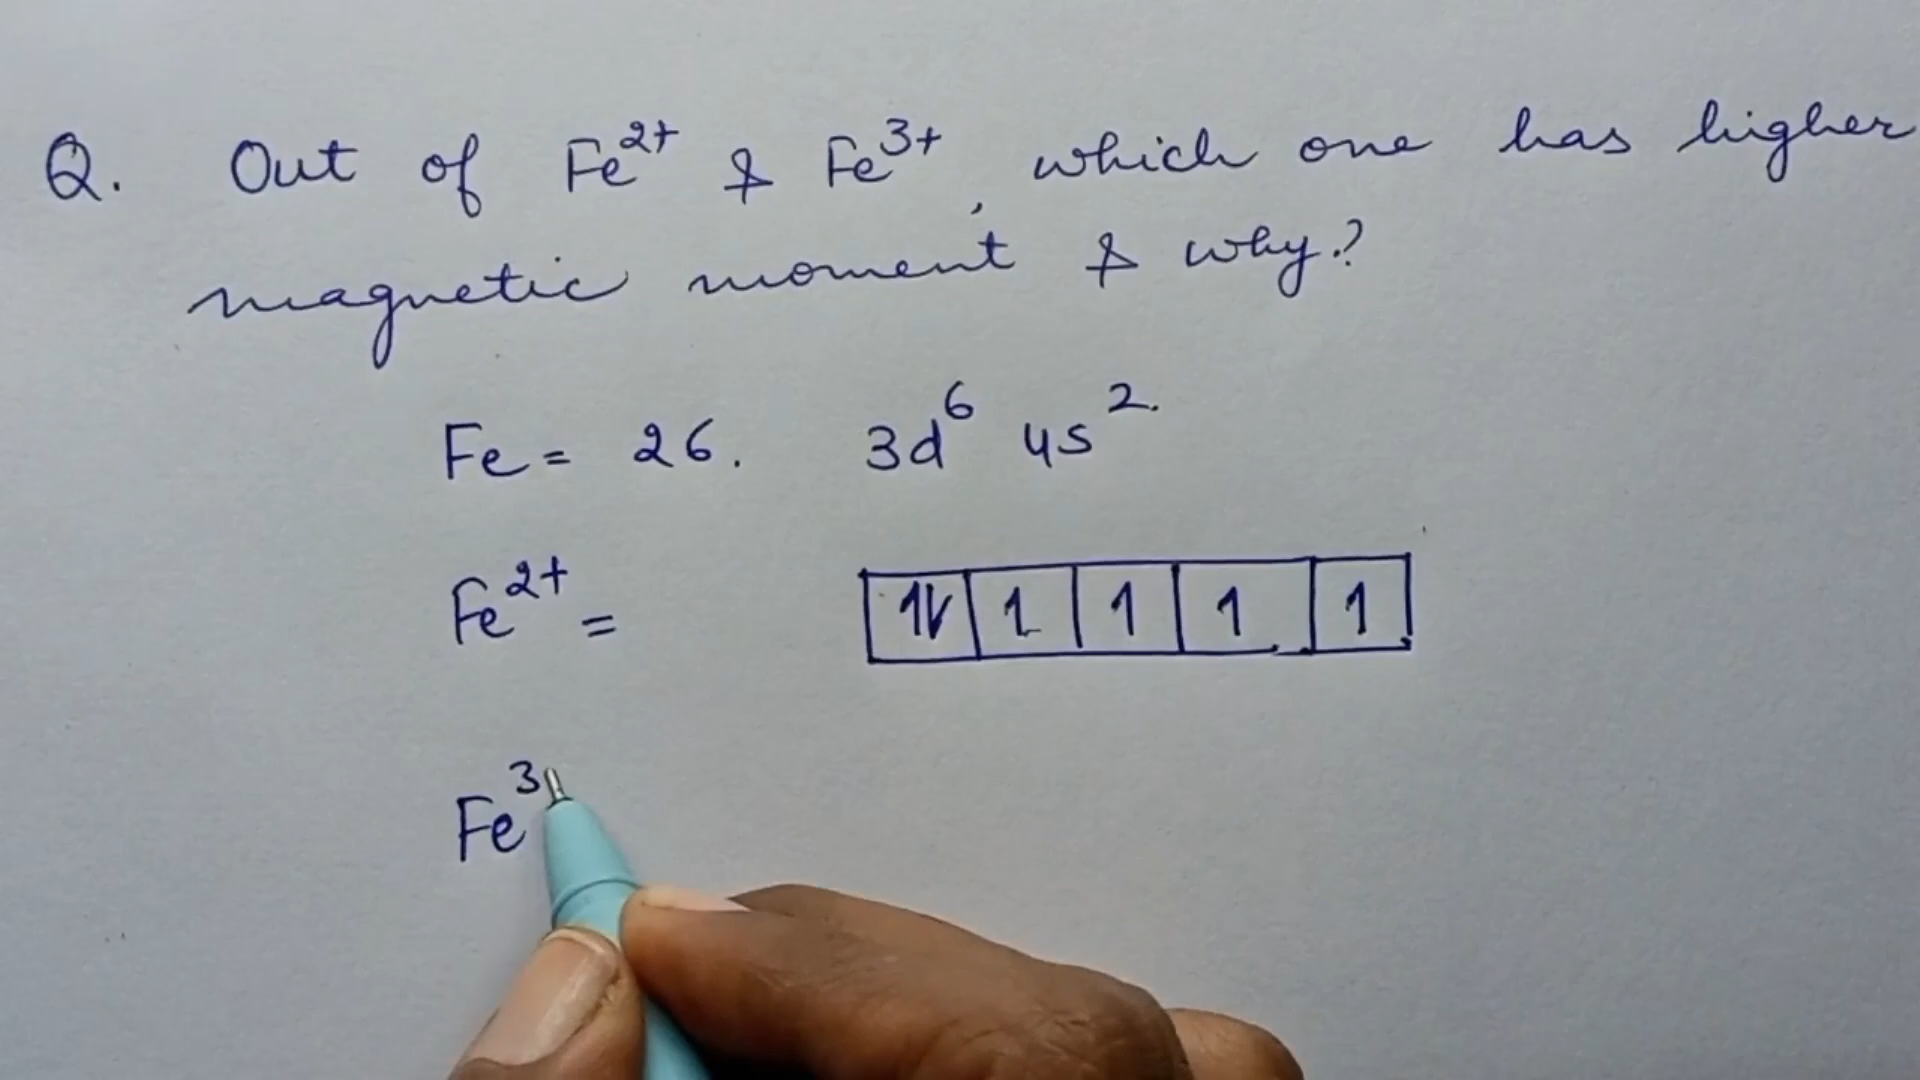 Q. Out of Fe²⁺ & Fe³⁺, which one has higher
magnetic moment & why?
Fe = 26. 3d⁶ 4s².
Fe²⁺ = 1⇂ 1 1 1 1
Fe³